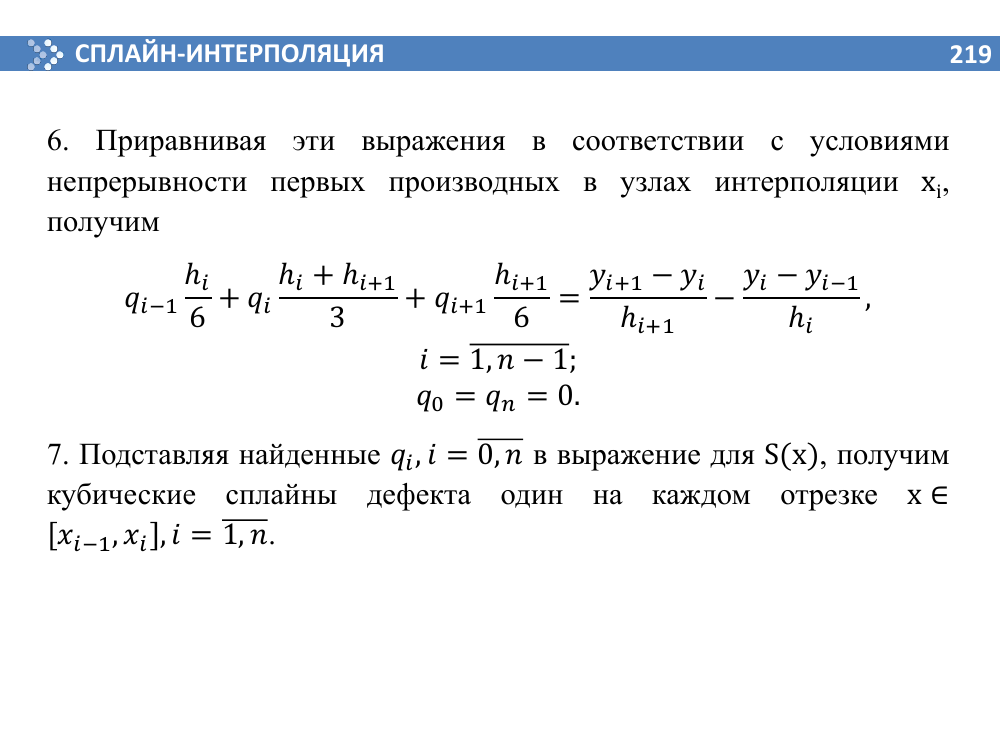 СПЛАЙН-ИНТЕРПОЛЯЦИЯ 219
6. Приравнивая эти выражения в соответствии с условиями
непрерывности первых производных в узлах интерполяции xᵢ,
получим
$q_{i-1}\frac{h_i}{6} + q_i\frac{h_i + h_{i+1}}{3} + q_{i+1}\frac{h_{i+1}}{6} = \frac{y_{i+1} - y_i}{h_{i+1}} - \frac{y_i - y_{i-1}}{h_i},$
$i = \overline{1, n-1};$
$q_0 = q_n = 0.$
7. Подставляя найденные $q_i, i = \overline{0, n}$ в выражение для S(x), получим
кубические сплайны дефекта один на каждом отрезке x ∈
$[x_{i-1}, x_i], i = \overline{1, n}.$